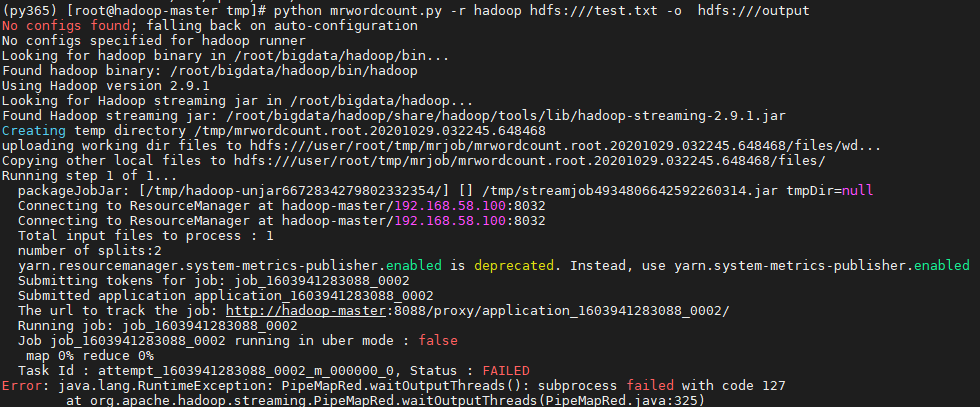 (py365) [root@hadoop-master tmp]# python mrwordcount.py -r hadoop hdfs:///test.txt -o  hdfs:///output
No configs found; falling back on auto-configuration
No configs specified for hadoop runner
Looking for hadoop binary in /root/bigdata/hadoop/bin...
Found hadoop binary: /root/bigdata/hadoop/bin/hadoop
Using Hadoop version 2.9.1
Looking for Hadoop streaming jar in /root/bigdata/hadoop...
Found Hadoop streaming jar: /root/bigdata/hadoop/share/hadoop/tools/lib/hadoop-streaming-2.9.1.jar
Creating temp directory /tmp/mrwordcount.root.20201029.032245.648468
uploading working dir files to hdfs:///user/root/tmp/mrjob/mrwordcount.root.20201029.032245.648468/files/wd...
Copying other local files to hdfs:///user/root/tmp/mrjob/mrwordcount.root.20201029.032245.648468/files/
Running step 1 of 1...
  packageJobJar: [/tmp/hadoop-unjar6672834279802332354/] [] /tmp/streamjob4934806642592260314.jar tmpDir=null
  Connecting to ResourceManager at hadoop-master/192.168.58.100:8032
  Connecting to ResourceManager at hadoop-master/192.168.58.100:8032
  Total input files to process : 1
  number of splits:2
  yarn.resourcemanager.system-metrics-publisher.enabled is deprecated. Instead, use yarn.system-metrics-publisher.enabled
  Submitting tokens for job: job_1603941283088_0002
  Submitted application application_1603941283088_0002
  The url to track the job: http://hadoop-master:8088/proxy/application_1603941283088_0002/
  Running job: job_1603941283088_0002
  Job job_1603941283088_0002 running in uber mode : false
   map 0% reduce 0%
  Task Id : attempt_1603941283088_0002_m_000000_0, Status : FAILED
Error: java.lang.RuntimeException: PipeMapRed.waitOutputThreads(): subprocess failed with code 127
        at org.apache.hadoop.streaming.PipeMapRed.waitOutputThreads(PipeMapRed.java:325)